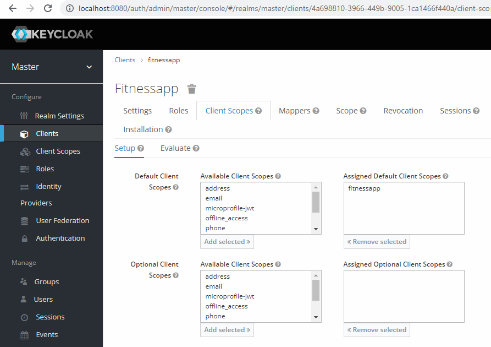 localhost:8080/auth/admin/master/console/#/realms/master/clients/4a698810-3966-449b-9005-1ca1466f440a/client-sco
KEYCLOAK
Master
Configure
Realm Settings
Clients
Client Scopes
Roles
Identity
Providers
User Federation
Authentication
Manage
Groups
Users
Sessions
Events
Clients > fitnessapp
Fitnessapp
Settings Roles Client Scopes Mappers Scope Revocation Sessions
Installation
Setup Evaluate
Default Client Scopes
Available Client Scopes
address
email
microprofile-jwt
offline_access
phone
Add selected »
Assigned Default Client Scopes
fitnessapp
« Remove selected
Optional Client Scopes
Available Client Scopes
address
email
microprofile-jwt
offline_access
phone
Add selected »
Assigned Optional Client Scopes
« Remove selected